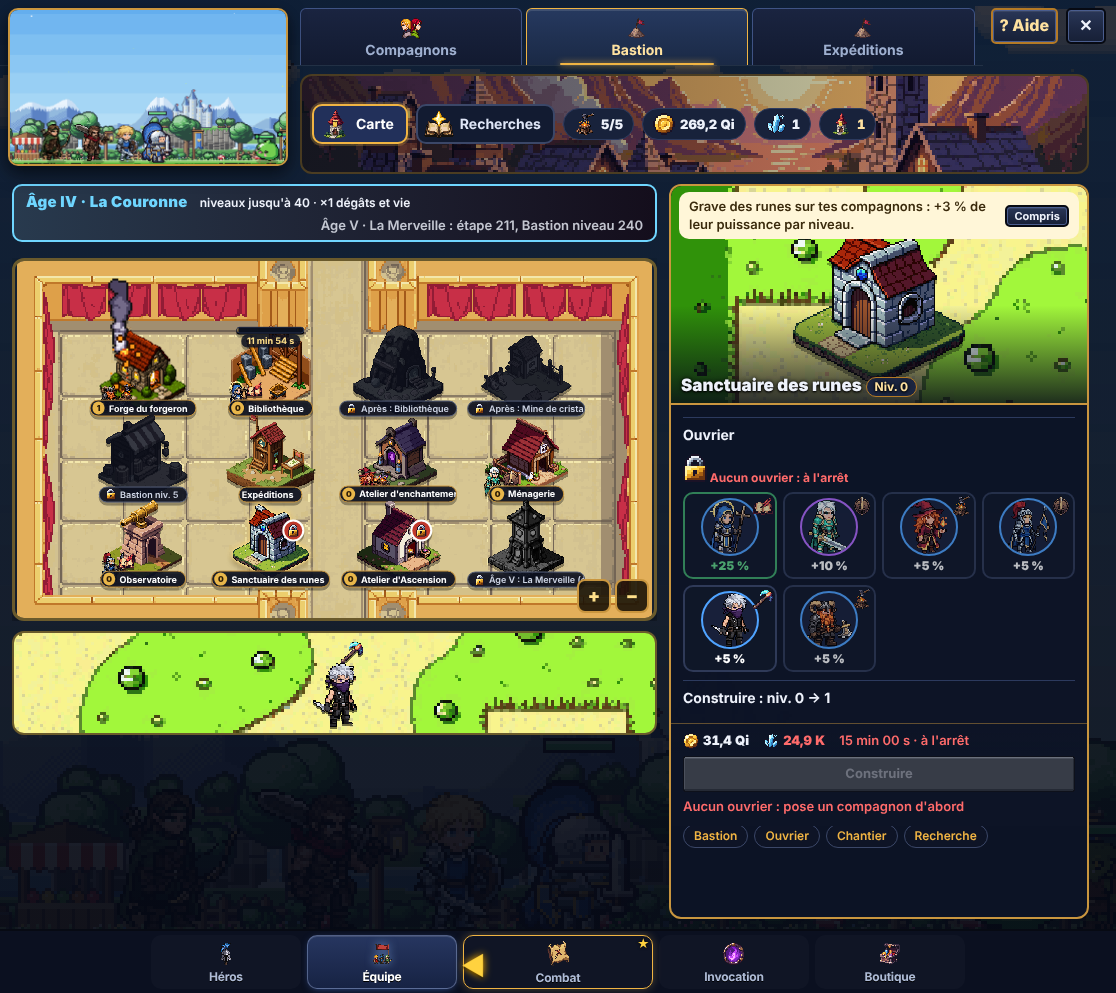 Compagnons
Bastion
Expéditions
? Aide
×
Carte
Recherches
5/5
269,2 Qi
1
1
Âge IV · La Couronne niveaux jusqu'à 40 · ×1 dégâts et vie
Âge V · La Merveille : étape 211, Bastion niveau 240
11 min 54 s
1 Forge du forgeron
0 Bibliothèque
Après : Bibliothèque
Après : Mine de crista
Bastion niv. 5
Expéditions
0 Atelier d'enchantemen
0 Ménagerie
0 Observatoire
0 Sanctuaire des runes
0 Atelier d'Ascension
Âge V : La Merveille
+
−
Grave des runes sur tes compagnons : +3 % de
leur puissance par niveau.
Compris
Sanctuaire des runes Niv. 0
Ouvrier
Aucun ouvrier : à l'arrêt
+25 %
+10 %
+5 %
+5 %
+5 %
+5 %
Construire : niv. 0 → 1
31,4 Qi 24,9 K 15 min 00 s · à l'arrêt
Construire
Aucun ouvrier : pose un compagnon d'abord
Bastion
Ouvrier
Chantier
Recherche
Héros
Équipe
Combat
Invocation
Boutique